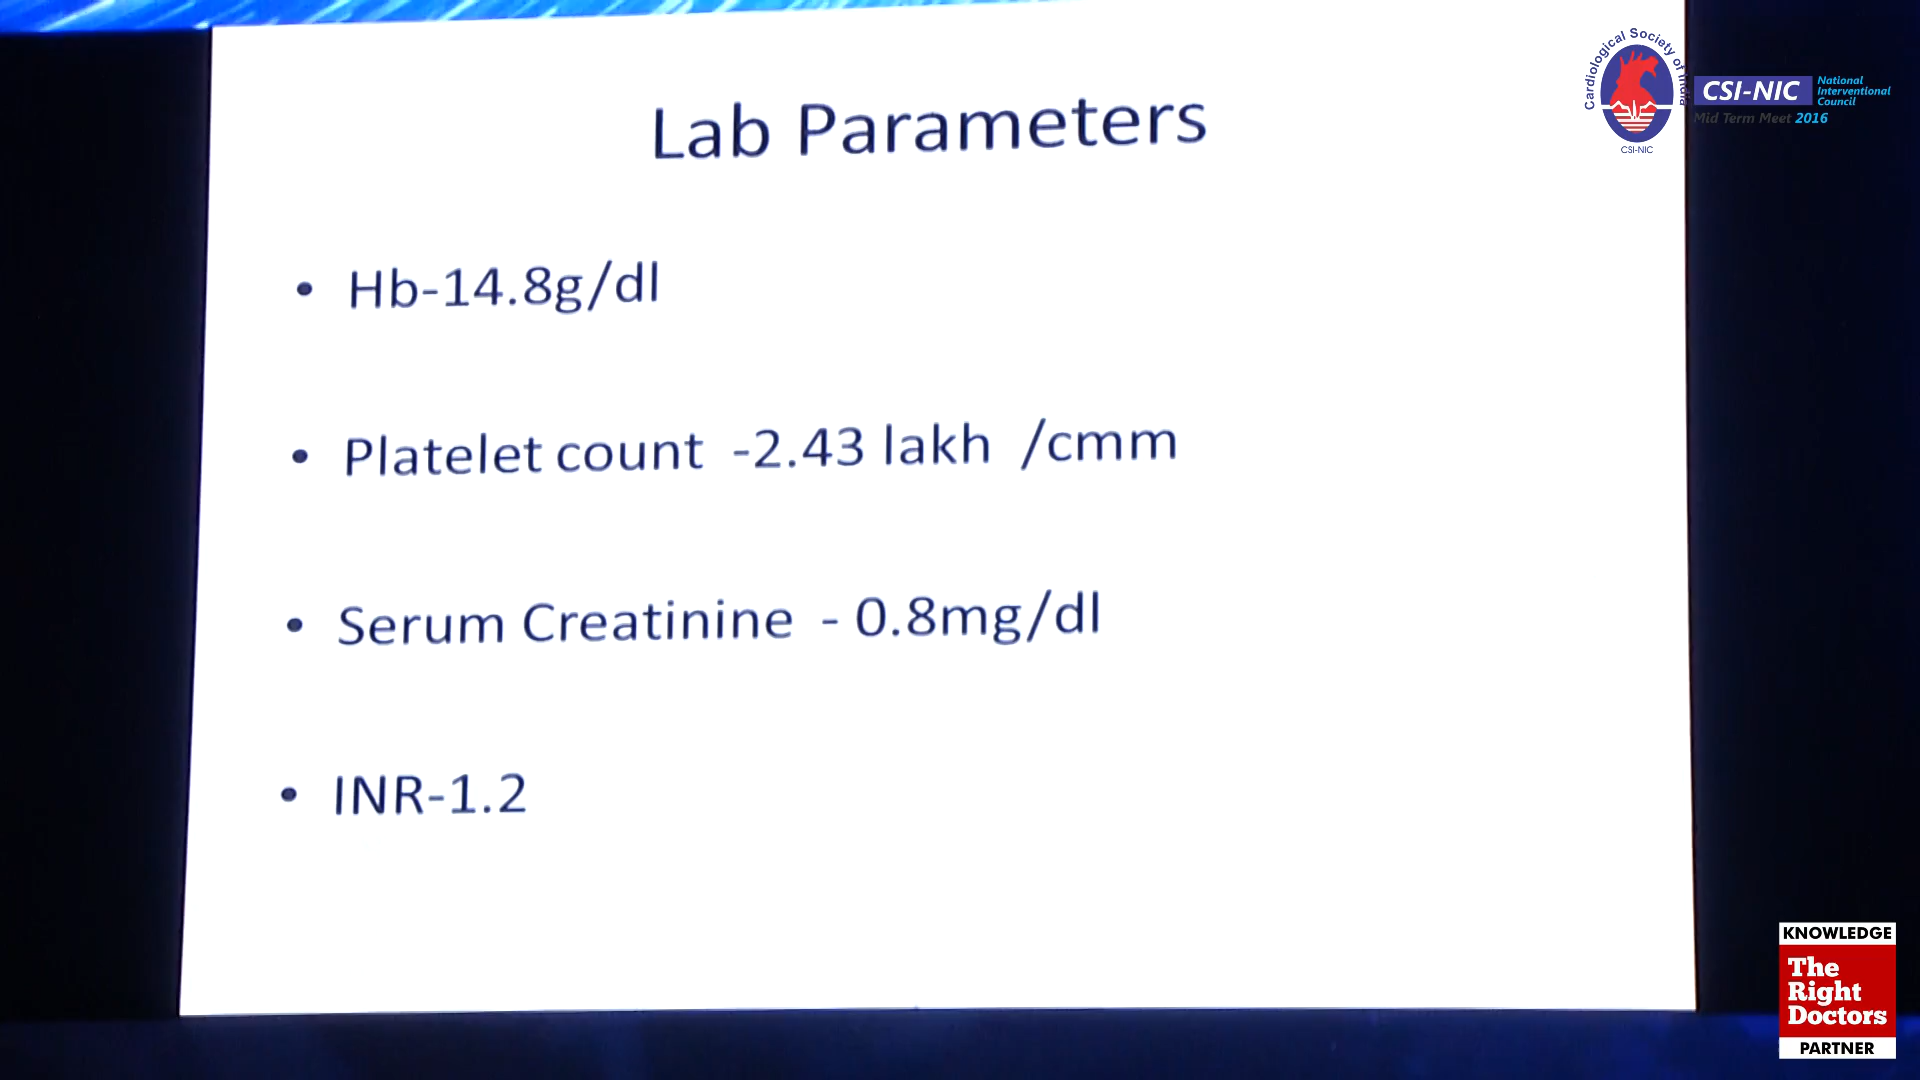 Cardiological Society of India
CSI-NIC
National
Interventional
Council
Mid Term Meet 2016
CSI-NIC
Lab Parameters
• Hb-14.8g/dl
• Platelet count -2.43 lakh /cmm
• Serum Creatinine - 0.8mg/dl
• INR-1.2
KNOWLEDGE
The
Right
Doctors
PARTNER